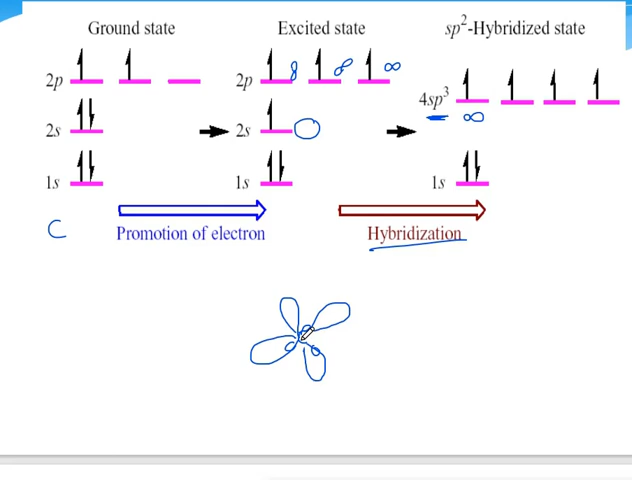 Ground state
Excited state
sp²-Hybridized state
2p
2p
4sp³
2s
2s
1s
1s
1s
C
Promotion of electron
Hybridization